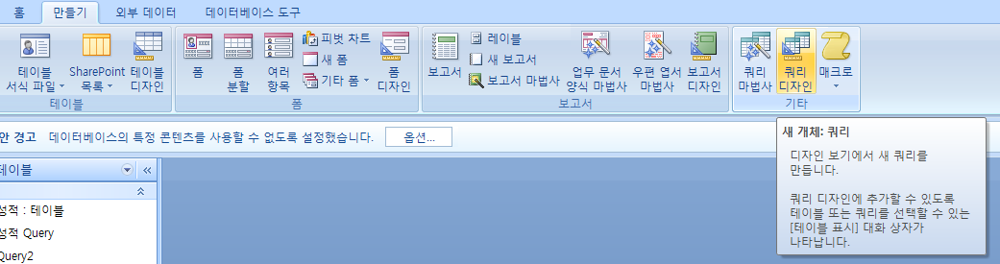 홈 만들기 외부 데이터 데이터베이스 도구
테이블 서식 파일
SharePoint 목록
테이블 디자인
테이블
폼
폼 분할
여러 항목
피벗 차트
새 폼
기타 폼
폼 디자인
폼
보고서
레이블
새 보고서
보고서 마법사
업무 문서 양식 마법사
우편 엽서 마법사
보고서 디자인
보고서
쿼리 마법사
쿼리 디자인
매크로
기타
안 경고 데이터베이스의 특정 콘텐츠를 사용할 수 없도록 설정했습니다. 옵션...
테이블
성적 : 테이블
성적 Query
Query2
새 개체: 쿼리
디자인 보기에서 새 쿼리를
만듭니다.
쿼리 디자인에 추가할 수 있도록
테이블 또는 쿼리를 선택할 수 있는
[테이블 표시] 대화 상자가
나타납니다.